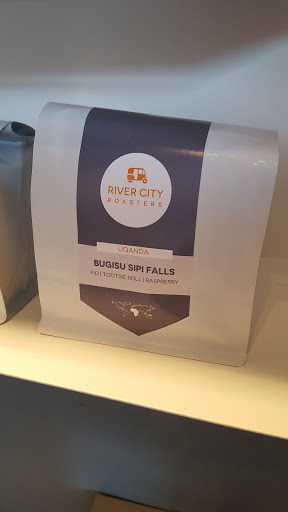 RIVER CITY
ROASTERS
UGANDA
BUGISU SIPI FALLS
FIG | TOOTSIE ROLL | RASPBERRY